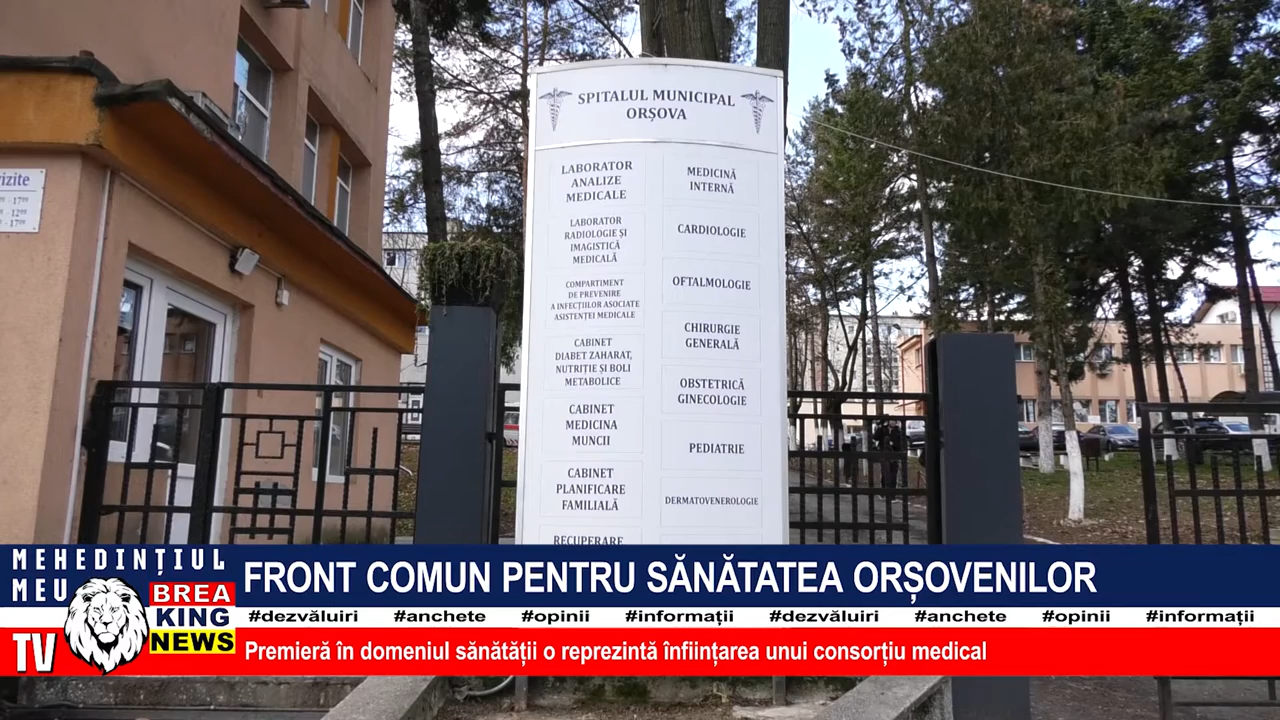 SPITALUL MUNICIPAL
ORȘOVA
LABORATOR
ANALIZE
MEDICALE
LABORATOR
RADIOLOGIE ȘI
IMAGISTICĂ
MEDICALĂ
COMPARTIMENT
DE PREVENIRE
A INFECȚIILOR ASOCIATE
ASISTENȚEI MEDICALE
CABINET
DIABET ZAHARAT,
NUTRITIE ȘI BOLI
METABOLICE
CABINET
MEDICINA
MUNCII
CABINET
PLANIFICARE
FAMILIALĂ
RECUPERARE
MEDICINĂ
INTERNĂ
CARDIOLOGIE
OFTALMOLOGIE
CHIRURGIE
GENERALĂ
OBSTETRICĂ
GINECOLOGIE
PEDIATRIE
DERMATOVENEROLOGIE
MEHEDINȚIUL
MEU
TV
BREA
KING
NEWS
FRONT COMUN PENTRU SĂNĂTATEA ORȘOVENILOR
#dezvăluiri #anchete #opinii #informații #dezvăluiri #anchete #opinii #informații
Premieră în domeniul sănătății o reprezintă înființarea unui consorțiu medical